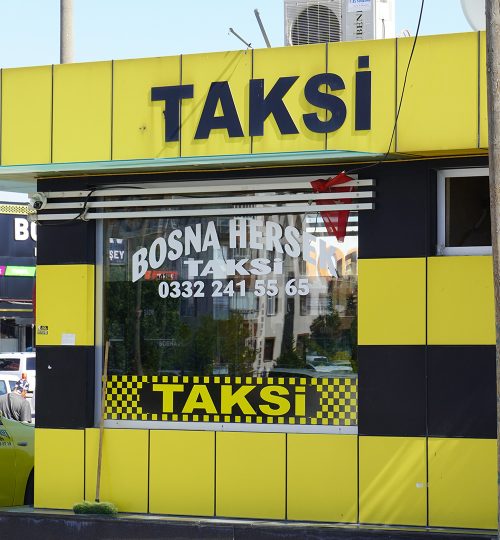 TAKSİ
BOSNA HERSEK
TAKSİ
0332 241 55 65
TAKSİ